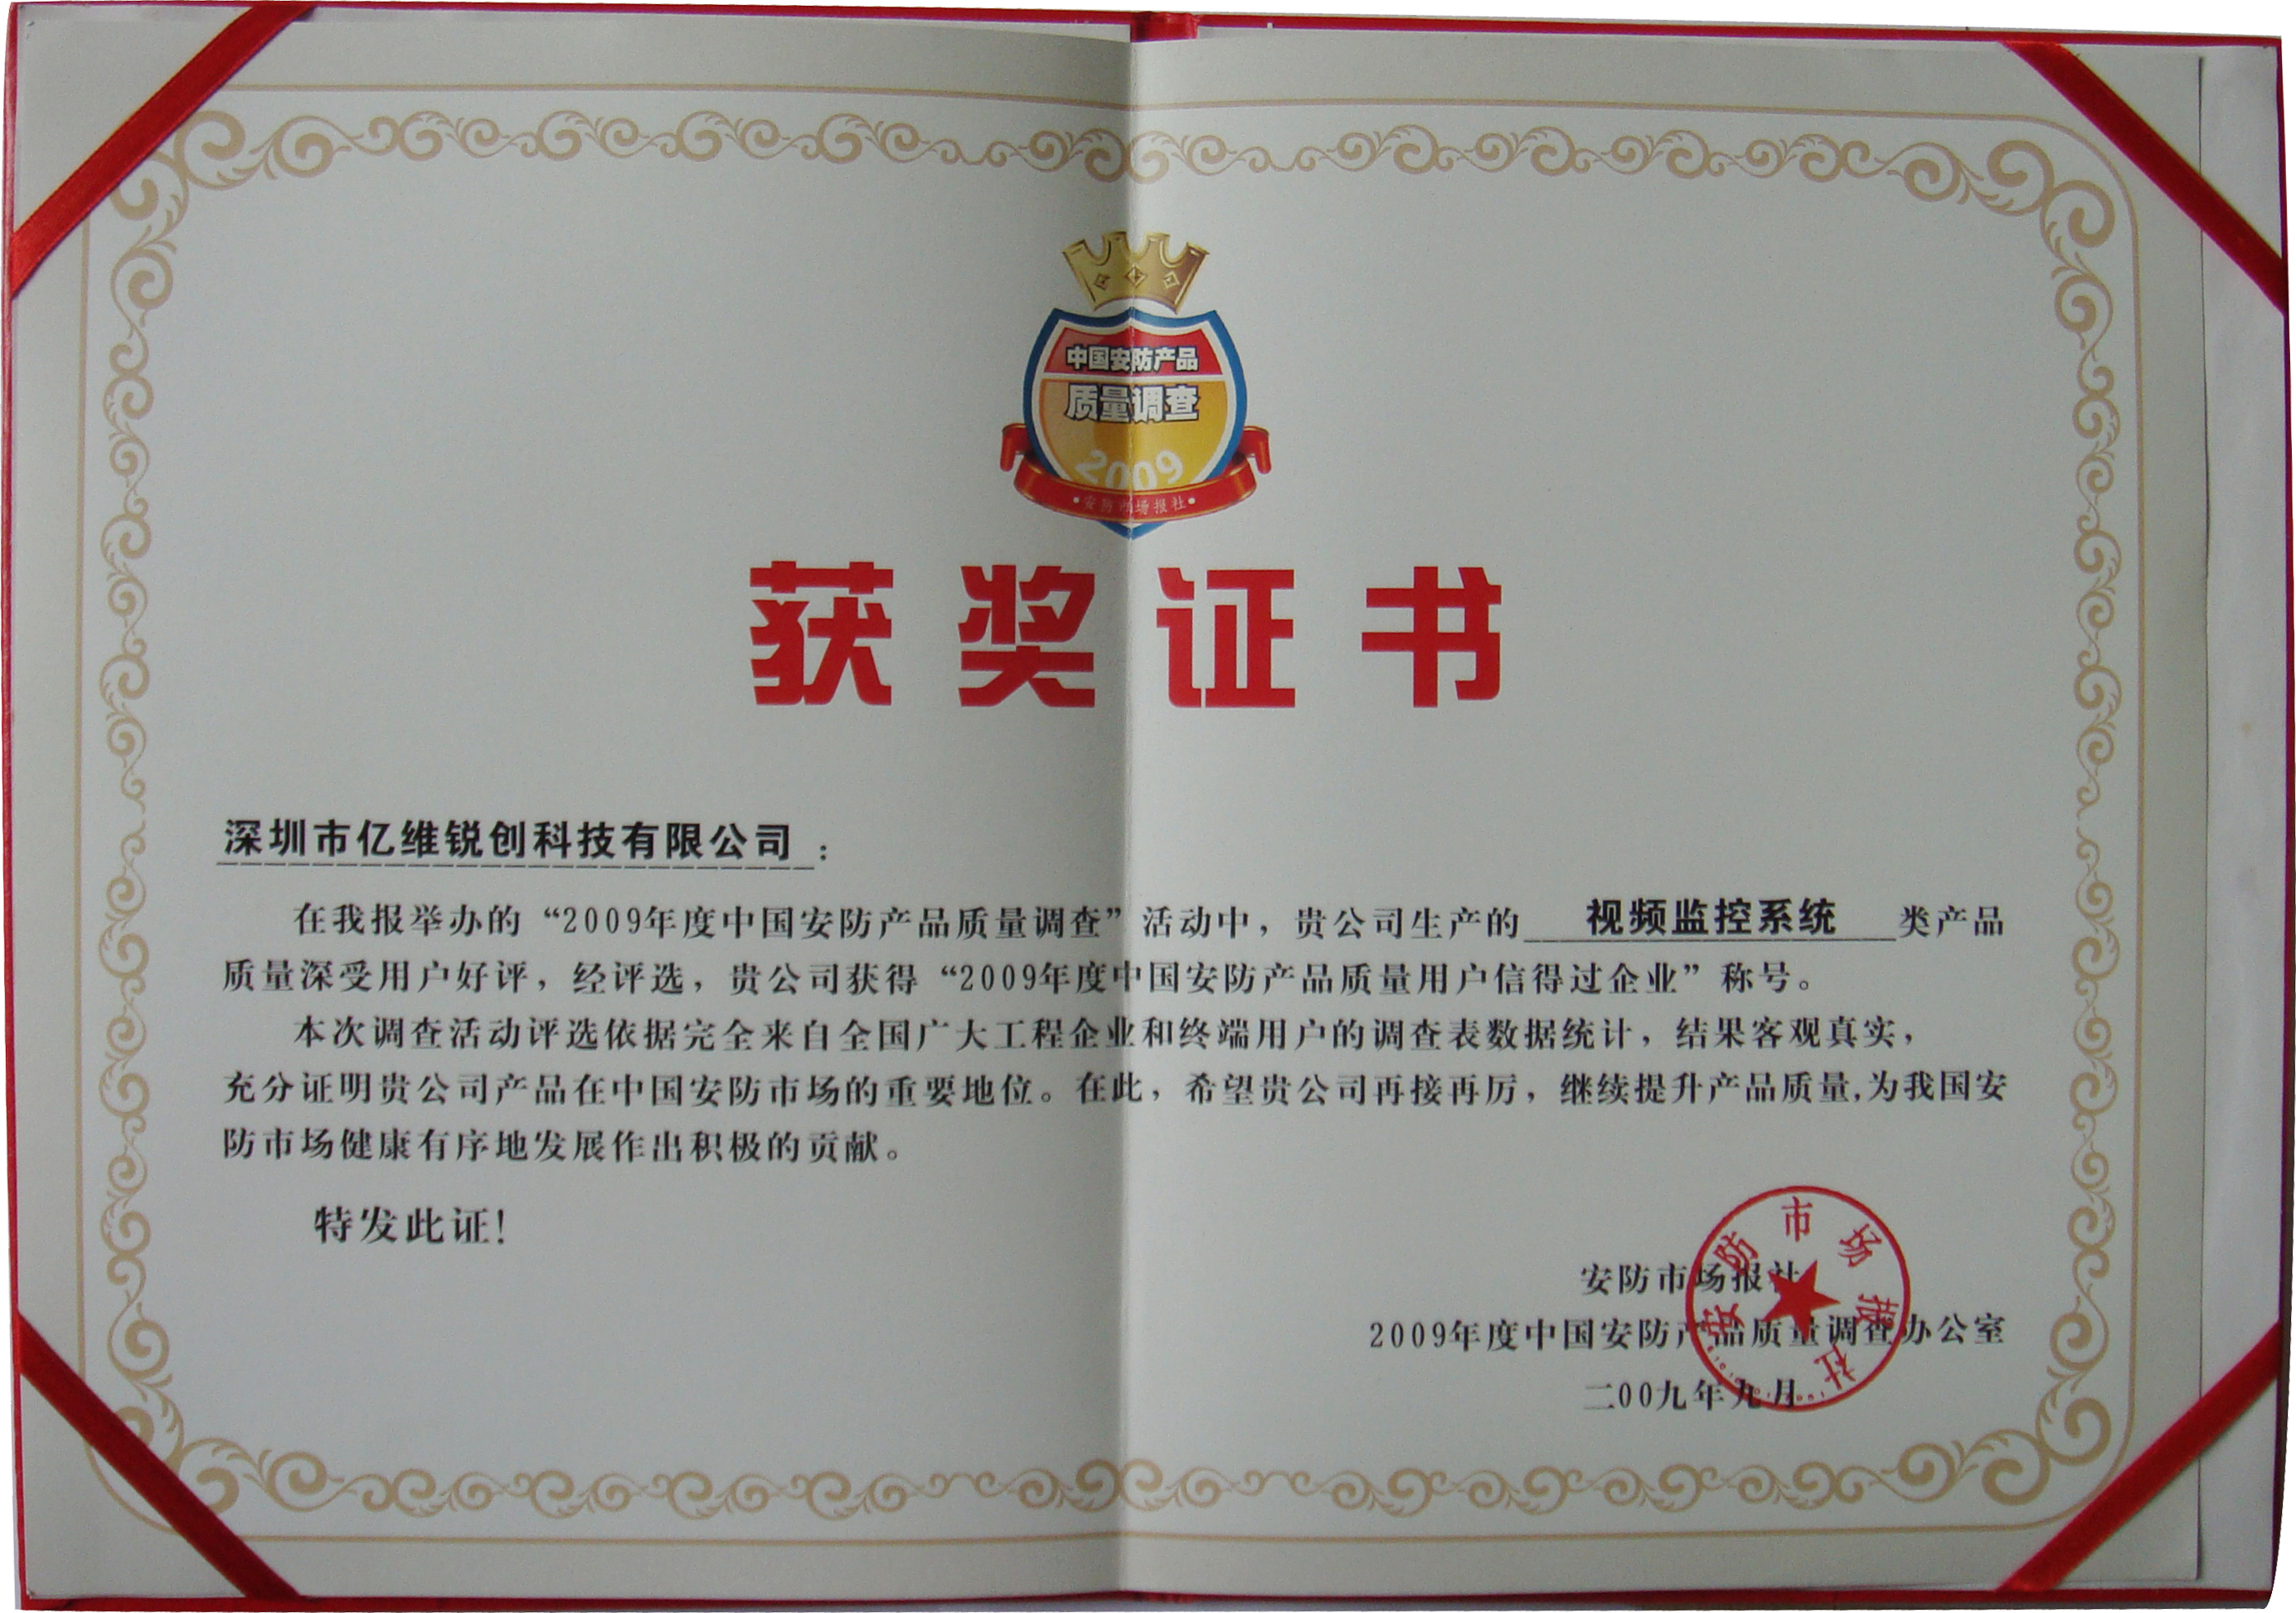 中国安防产品
质量调查
2009
·安防市场报社·
获奖证书
深圳市亿维锐创科技有限公司：
在我报举办的“2009年度中国安防产品质量调查”活动中，贵公司生产的 视频监控系统 类产品
质量深受用户好评，经评选，贵公司获得“2009年度中国安防产品质量用户信得过企业”称号。
本次调查活动评选依据完全来自全国广大工程企业和终端用户的调查表数据统计，结果客观真实，
充分证明贵公司产品在中国安防市场的重要地位。在此，希望贵公司再接再厉，继续提升产品质量，为我国安
防市场健康有序地发展作出积极的贡献。
特发此证！
安防市场报社
2009年度中国安防产品质量调查办公室
二00九年九月
安防市场报社